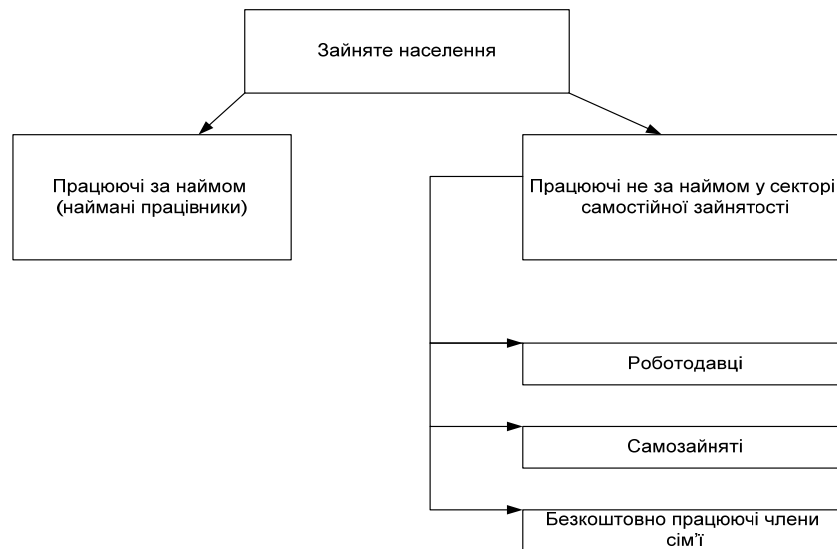 Зайняте населення
Працюючі за наймом
(наймані працівники)
Працюючі не за наймом у секторі
самостійної зайнятості
Роботодавці
Самозайняті
Безкоштовно працюючі члени
сім’ї